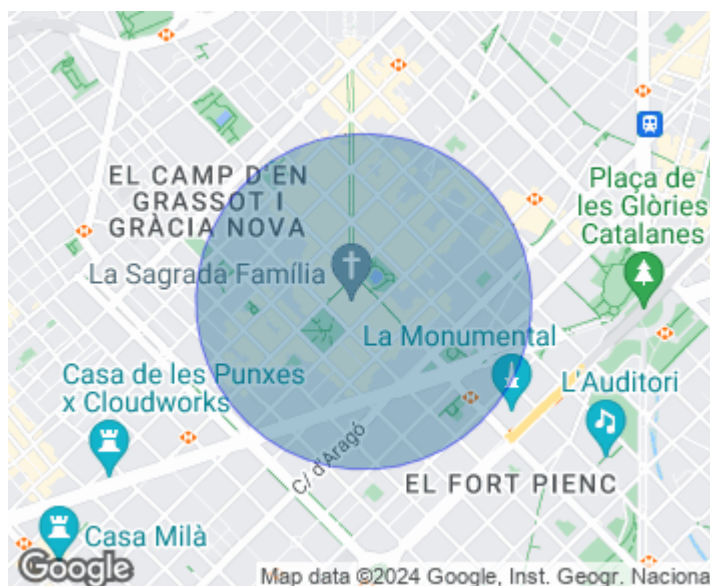 EL CAMP D'EN
GRASSOT I
GRÀCIA NOVA
Plaça de
les Glòries
Catalanes
La Sagrada Família
La Monumental
Casa de les Punxes
x Cloudworks
L'Auditori
C/ d'Aragó
EL FORT PIENC
Casa Milà
Google
Map data ©2024 Google, Inst. Geogr. Naciona